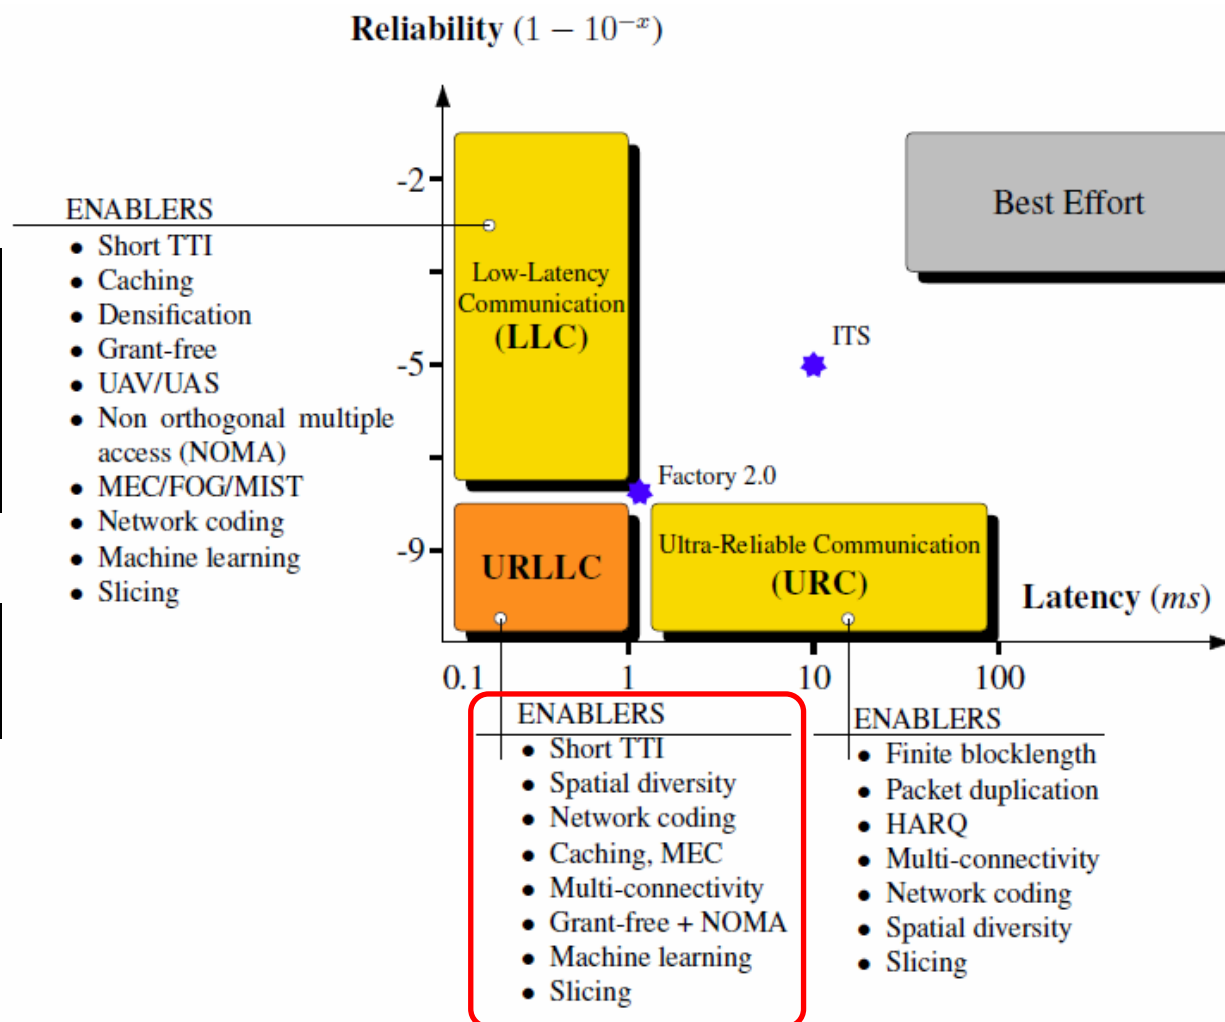 Reliability (1 − 10^{−x})
-2
Best Effort
ENABLERS
• Short TTI
• Caching
• Densification
• Grant-free
• UAV/UAS
• Non orthogonal multiple
access (NOMA)
• MEC/FOG/MIST
• Network coding
• Machine learning
• Slicing
Low-Latency
Communication
(LLC)
-5
ITS
Factory 2.0
-9
URLLC
Ultra-Reliable Communication
(URC)
Latency (ms)
0.1 1 10 100
ENABLERS
• Short TTI
• Spatial diversity
• Network coding
• Caching, MEC
• Multi-connectivity
• Grant-free + NOMA
• Machine learning
• Slicing
ENABLERS
• Finite blocklength
• Packet duplication
• HARQ
• Multi-connectivity
• Network coding
• Spatial diversity
• Slicing